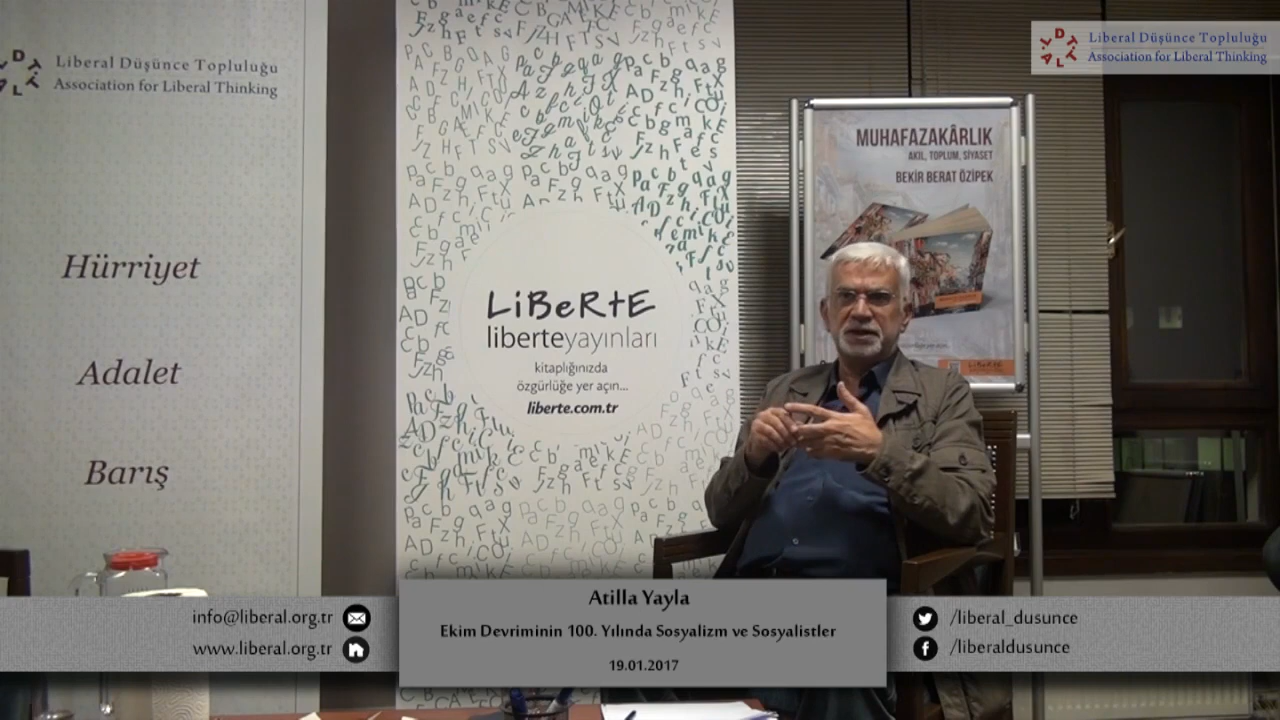 Liberal Düşünce Topluluğu
Association for Liberal Thinking
Hürriyet
Adalet
Barış
LiBeRtE
liberteyayınları
kitaplığınızda
özgürlüğe yer açın...
liberte.com.tr
MUHAFAZAKÂRLIK
AKIL, TOPLUM, SİYASET
BEKİR BERAT ÖZİPEK
LiBeRtE
Liberal Düşünce Topluluğu
Association for Liberal Thinking
info@liberal.org.tr
www.liberal.org.tr
Atilla Yayla
Ekim Devriminin 100. Yılında Sosyalizm ve Sosyalistler
19.01.2017
/liberal_dusunce
/liberaldusunce